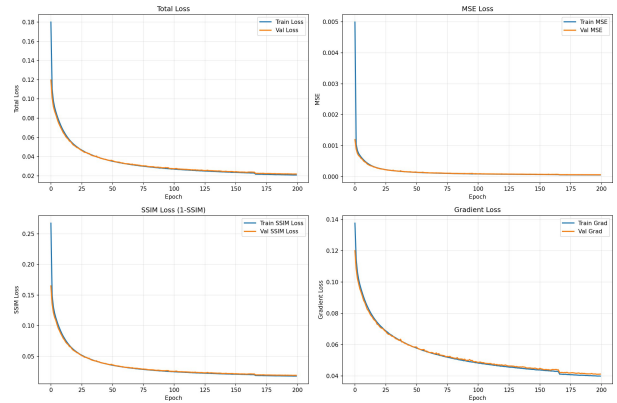 Total Loss
Train Loss
Val Loss
0.18
0.16
0.14
0.12
0.10
0.08
0.06
0.04
0.02
Total Loss
0 25 50 75 100 125 150 175 200
Epoch
MSE Loss
Train MSE
Val MSE
0.005
0.004
0.003
0.002
0.001
0.000
MSE
0 25 50 75 100 125 150 175 200
Epoch
SSIM Loss (1-SSIM)
Train SSIM Loss
Val SSIM Loss
0.25
0.20
0.15
0.10
0.05
SSIM Loss
0 25 50 75 100 125 150 175 200
Epoch
Gradient Loss
Train Grad
Val Grad
0.14
0.12
0.10
0.08
0.06
0.04
Gradient Loss
0 25 50 75 100 125 150 175 200
Epoch